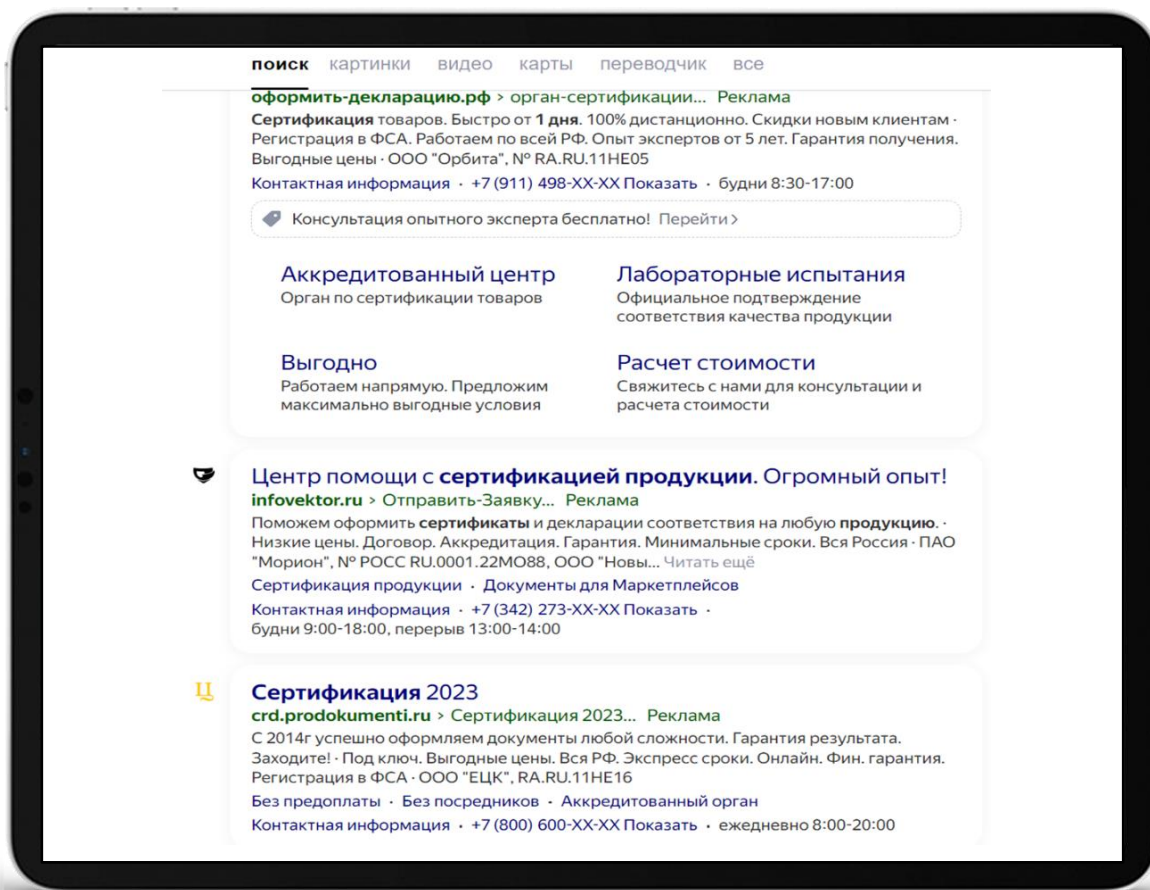 поиск картинки видео карты переводчик все
оформить-декларацию.рф › орган-сертификации... Реклама
Сертификация товаров. Быстро от 1 дня. 100% дистанционно. Скидки новым клиентам ·
Регистрация в ФСА. Работаем по всей РФ. Опыт экспертов от 5 лет. Гарантия получения.
Выгодные цены · ООО "Орбита", № RA.RU.11НЕ05
Контактная информация · +7 (911) 498-XX-XX Показать · будни 8:30-17:00
Консультация опытного эксперта бесплатно! Перейти ›
Аккредитованный центр
Орган по сертификации товаров
Лабораторные испытания
Официальное подтверждение
соответствия качества продукции
Выгодно
Работаем напрямую. Предложим
максимально выгодные условия
Расчет стоимости
Свяжитесь с нами для консультации и
расчета стоимости
Центр помощи с сертификацией продукции. Огромный опыт!
infovektor.ru › Отправить-Заявку... Реклама
Поможем оформить сертификаты и декларации соответствия на любую продукцию. ·
Низкие цены. Договор. Аккредитация. Гарантия. Минимальные сроки. Вся Россия · ПАО
"Морион", № РОСС RU.0001.22МО88, ООО "Новы... Читать ещё
Сертификация продукции · Документы для Маркетплейсов
Контактная информация · +7 (342) 273-XX-XX Показать ·
будни 9:00-18:00, перерыв 13:00-14:00
Ц
Сертификация 2023
crd.prodokumenti.ru › Сертификация 2023... Реклама
С 2014г успешно оформляем документы любой сложности. Гарантия результата.
Заходите! · Под ключ. Выгодные цены. Вся РФ. Экспресс сроки. Онлайн. Фин. гарантия.
Регистрация в ФСА · ООО "ЕЦК", RA.RU.11НЕ16
Без предоплаты · Без посредников · Аккредитованный орган
Контактная информация · +7 (800) 600-XX-XX Показать · ежедневно 8:00-20:00